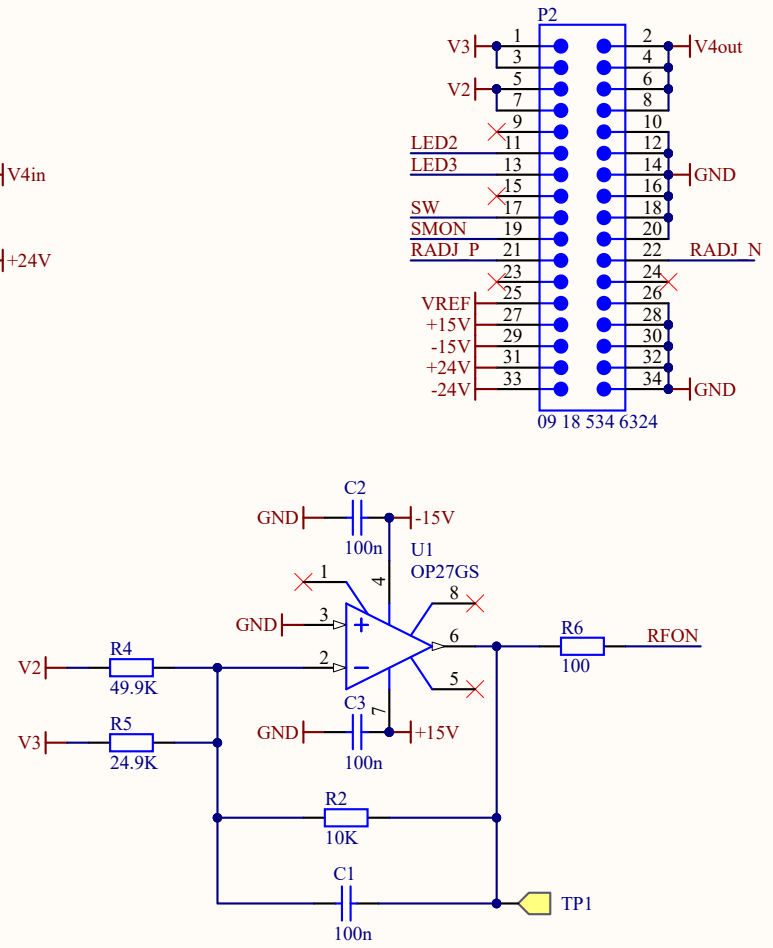 P2
V3 1 2 V4out
3 4
V2 5 6
7 8
9 10
LED2 11 12
V4in LED3 13 14 GND
15 16
SW 17 18
SMON 19 20
+24V RADJ_P 21 22 RADJ_N
23 24
VREF 25 26
+15V 27 28
-15V 29 30
+24V 31 32
-24V 33 34 GND
09 18 534 6324
C2
GND -15V
100n U1
OP27GS
1 4 8
GND 3 +
6 R6 RFON
100
V2 R4 2 −
49.9K
5
C3 7
GND +15V
100n
V3 R5
24.9K
R2
10K
C1
TP1
100n